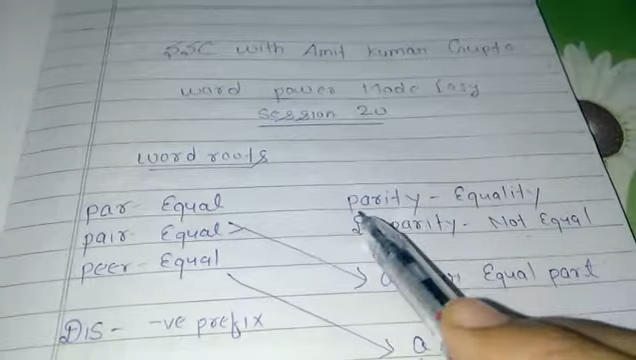 SSC with Amit Kumar Gupta
word power Made Easy
Session 20
word roots
par - Equal
pair - Equal
peer - Equal
DIS - -ve prefix
parity - Equality
parity - Not Equal
a Equal part
a